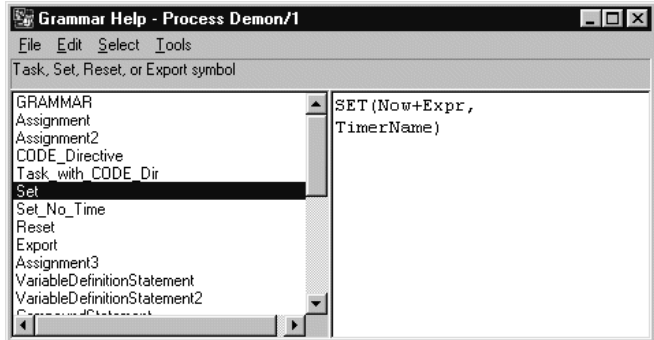 Grammar Help - Process Demon/1
File Edit Select Tools
Task, Set, Reset, or Export symbol
GRAMMAR
Assignment
Assignment2
CODE_Directive
Task_with_CODE_Dir
Set
Set_No_Time
Reset
Export
Assignment3
VariableDefinitionStatement
VariableDefinitionStatement2
SET(Now+Expr,
TimerName)